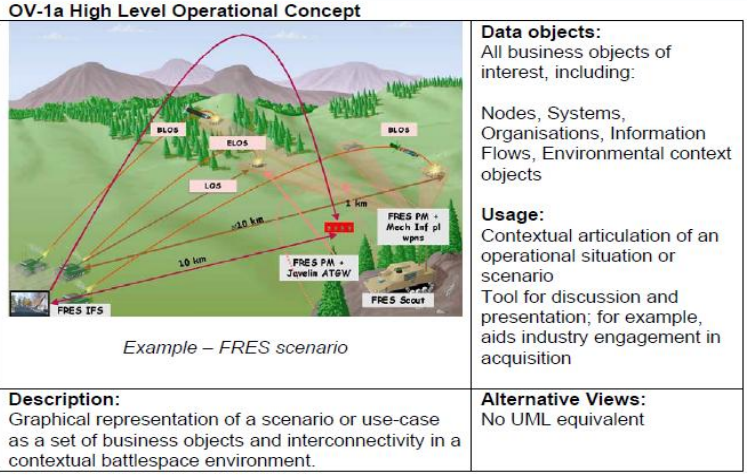 OV-1a High Level Operational Concept
BLOS
ELOS
BLOS
LOS
1 km
~10 km
FRES PM +
Mech Inf pl
wpns
10 km
FRES PM +
Javelin ATGW
FRES Scout
FRES IFS
Example – FRES scenario
Data objects:
All business objects of
interest, including:
Nodes, Systems,
Organisations, Information
Flows, Environmental context
objects
Usage:
Contextual articulation of an
operational situation or
scenario
Tool for discussion and
presentation; for example,
aids industry engagement in
acquisition
Description:
Graphical representation of a scenario or use-case
as a set of business objects and interconnectivity in a
contextual battlespace environment.
Alternative Views:
No UML equivalent